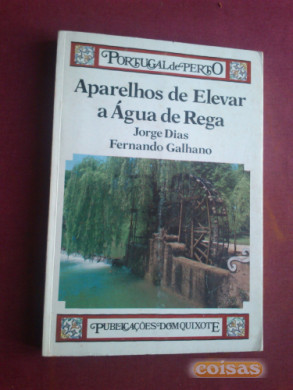 PORTUGAL de PERTO
Aparelhos de Elevar
a Água de Rega
Jorge Dias
Fernando Galhano
PUBLICAÇÕES DOM QUIXOTE
coisas